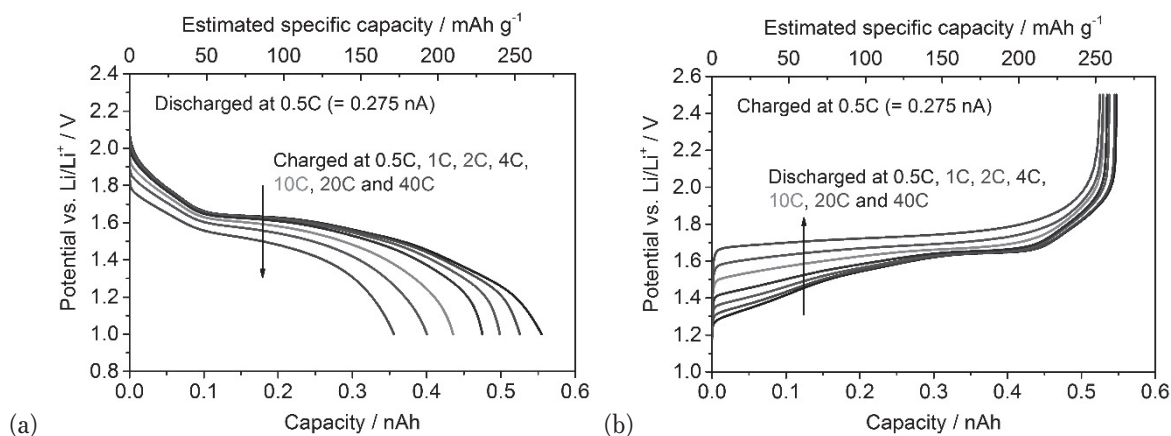 Estimated specific capacity / mAh g⁻¹
0 50 100 150 200 250
2.4
2.2
2.0
1.8
1.6
1.4
1.2
1.0
0.8
Potential vs. Li/Li⁺ / V
Discharged at 0.5C (= 0.275 nA)
Charged at 0.5C, 1C, 2C, 4C,
10C, 20C and 40C
0.0 0.1 0.2 0.3 0.4 0.5 0.6
Capacity / nAh
(a)
Estimated specific capacity / mAh g⁻¹
0 50 100 150 200 250
2.6
2.4
2.2
2.0
1.8
1.6
1.4
1.2
1.0
Potential vs. Li/Li⁺ / V
Charged at 0.5C (= 0.275 nA)
Discharged at 0.5C, 1C, 2C, 4C,
10C, 20C and 40C
0.0 0.1 0.2 0.3 0.4 0.5 0.6
Capacity / nAh
(b)